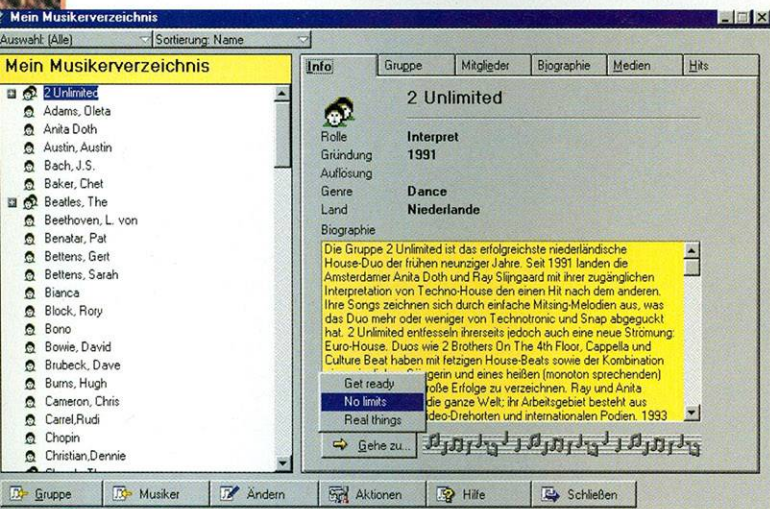 Mein Musikerverzeichnis
Auswahl: (Alle)
Sortierung: Name
Mein Musikerverzeichnis
2 Unlimited
Adams, Oleta
Anita Doth
Austin, Austin
Bach, J.S.
Baker, Chet
Beatles, The
Beethoven, L. von
Benatar, Pat
Bettens, Gert
Bettens, Sarah
Bianca
Block, Rory
Bono
Bowie, David
Brubeck, Dave
Burns, Hugh
Cameron, Chris
Carrel,Rudi
Chopin
Christian,Dennie
Info
Gruppe
Mitglieder
Biographie
Medien
Hits
2 Unlimited
Rolle Interpret
Gründung 1991
Auflösung
Genre Dance
Land Niederlande
Biographie
Die Gruppe 2 Unlimited ist das erfolgreichste niederländische
House-Duo der frühen neunziger Jahre. Seit 1991 landen die
Amsterdamer Anita Doth und Ray Slijngaard mit ihrer zugänglichen
Interpretation von Techno-House den einen Hit nach dem anderen.
Ihre Songs zeichnen sich durch einfache Mitsing-Melodien aus, was
das Duo mehr oder weniger von Technotronic und Snap abgeguckt
hat. 2 Unlimited entfesseln ihrerseits jedoch auch eine neue Strömung:
Euro-House. Duos wie 2 Brothers On The 4th Floor, Cappella und
Culture Beat haben mit fetzigen House-Beats sowie der Kombination
und eines heißen (monoton sprechenden)
Erfolge zu verzeichnen. Ray und Anita
die ganze Welt; ihr Arbeitsgebiet besteht aus
ideo-Drehorten und internationalen Podien. 1993
Get ready
No limits
Real things
Gehe zu...
Gruppe
Musiker
Ändern
Aktionen
Hilfe
Schließen